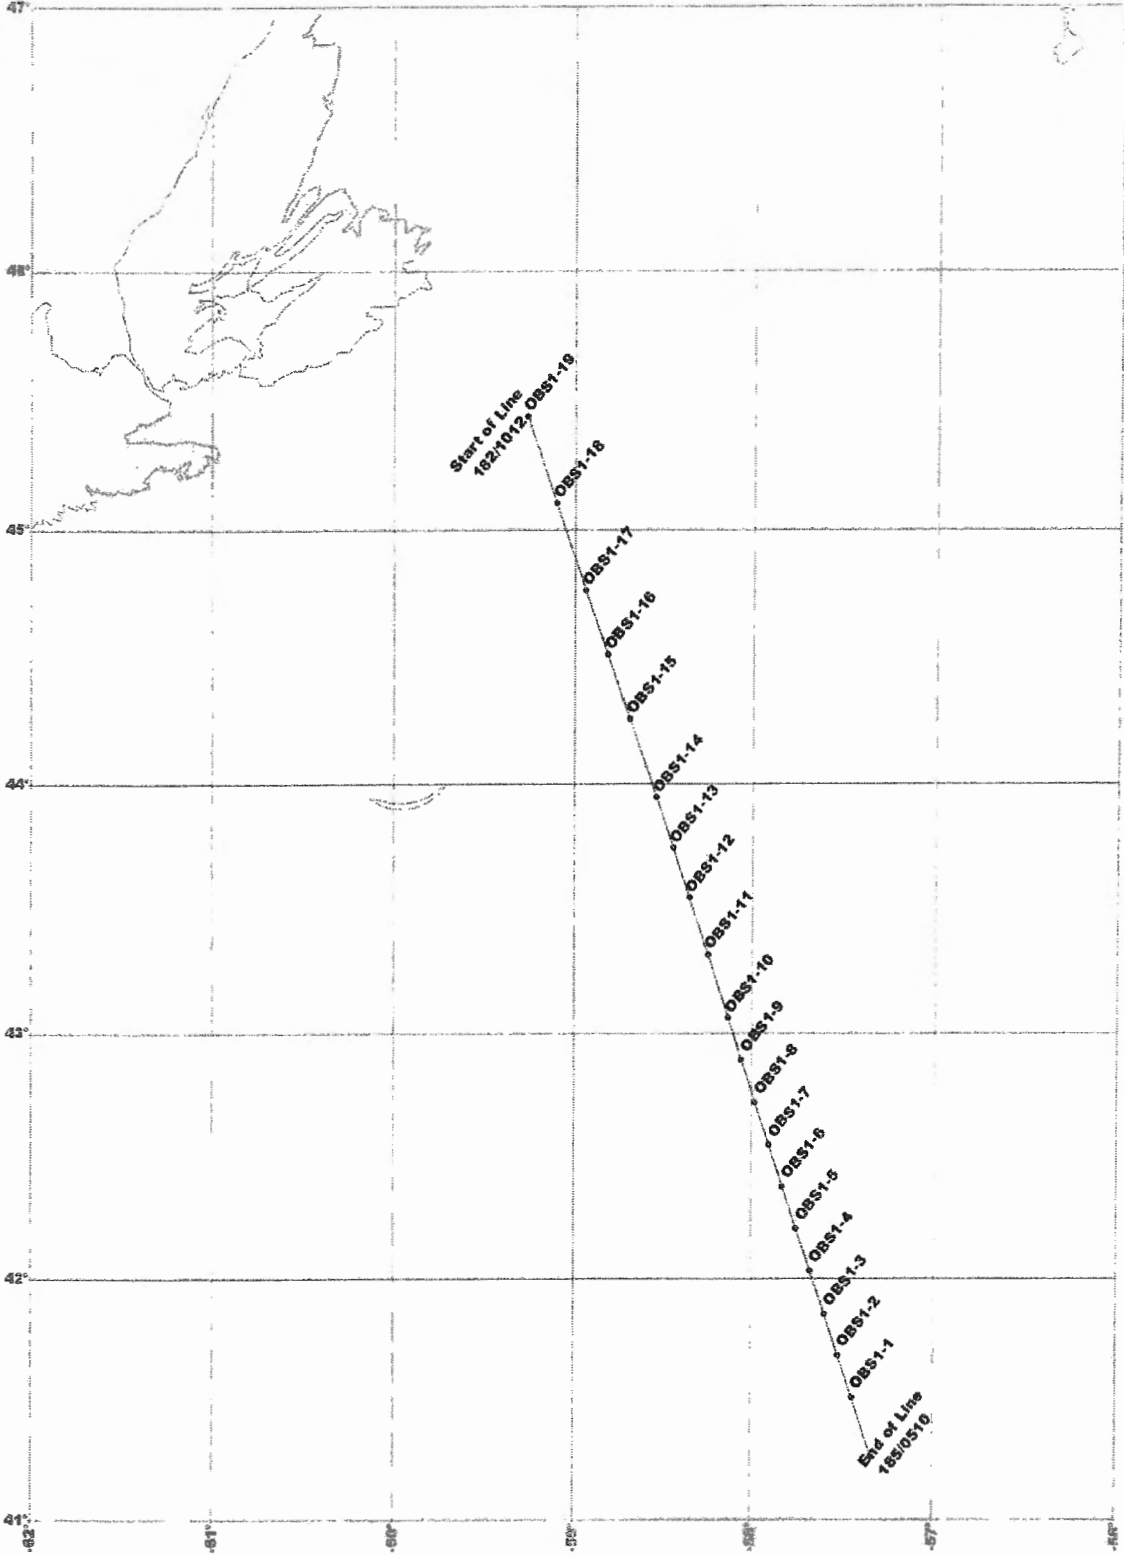 47°
46°
Start of Line
182/1012
OBS1-19
OBS1-18
45°
OBS1-17
OBS1-16
OBS1-15
44°
OBS1-14
OBS1-13
OBS1-12
OBS1-11
OBS1-10
43°
OBS1-9
OBS1-8
OBS1-7
OBS1-6
OBS1-5
OBS1-4
42°
OBS1-3
OBS1-2
OBS1-1
End of Line
185/0510
41°
-62°
-61°
-60°
-59°
-58°
-57°
-56°